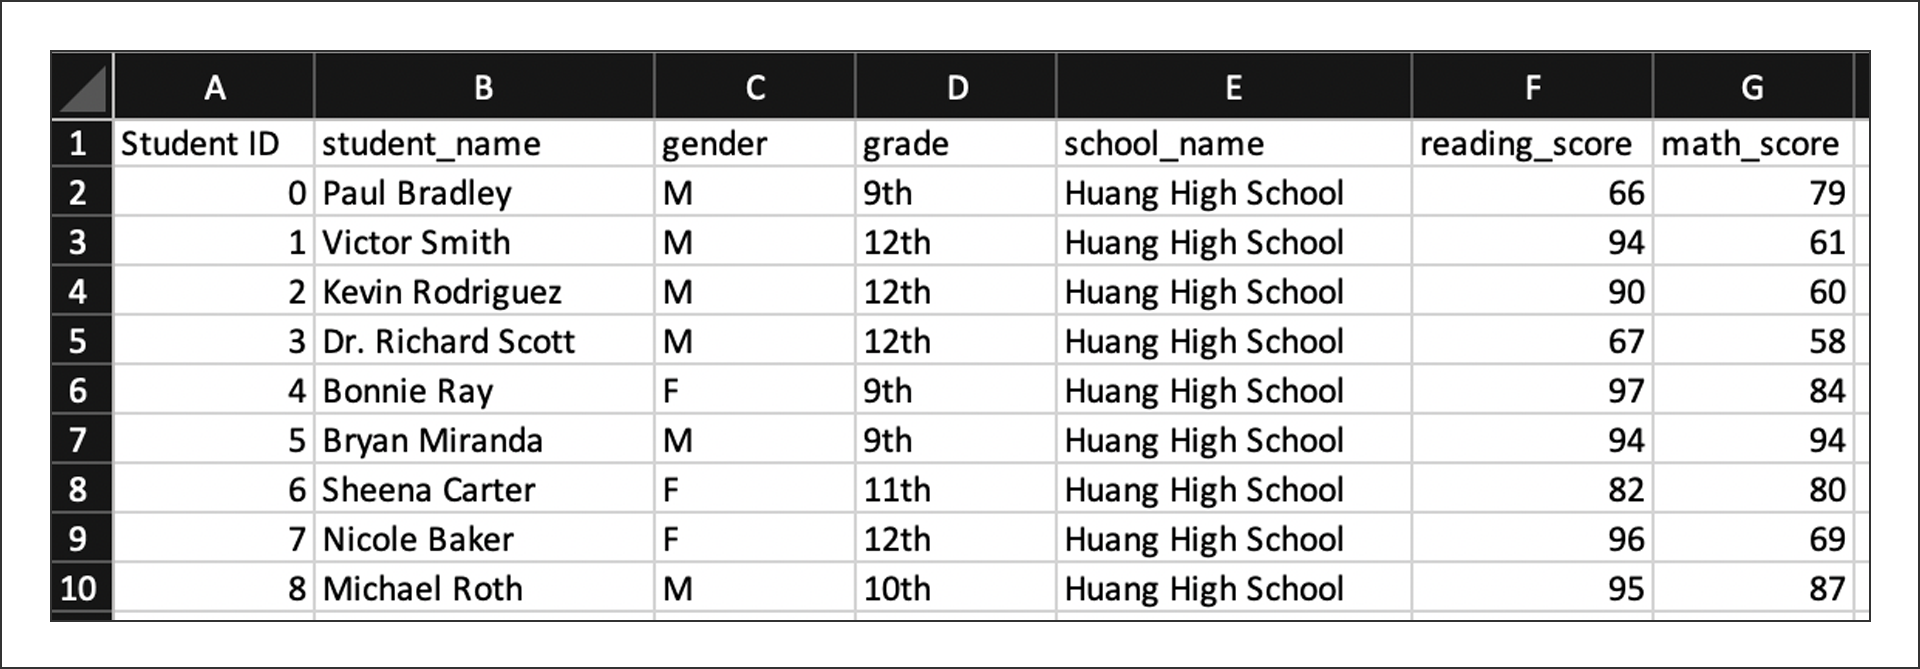 A B C D E F G
1 Student ID student_name gender grade school_name reading_score math_score
2 0 Paul Bradley M 9th Huang High School 66 79
3 1 Victor Smith M 12th Huang High School 94 61
4 2 Kevin Rodriguez M 12th Huang High School 90 60
5 3 Dr. Richard Scott M 12th Huang High School 67 58
6 4 Bonnie Ray F 9th Huang High School 97 84
7 5 Bryan Miranda M 9th Huang High School 94 94
8 6 Sheena Carter F 11th Huang High School 82 80
9 7 Nicole Baker F 12th Huang High School 96 69
10 8 Michael Roth M 10th Huang High School 95 87